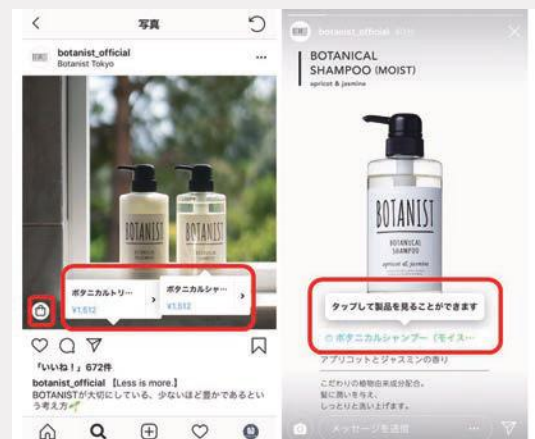 写真
botanist_official
Botanist Tokyo
BOTANIST
BOTANIST
ボタニカルトリ…
¥1,512
ボタニカルシャ…
¥1,512
「いいね！」672件
botanist_official 【Less is more.】
BOTANISTが大切にしている、少ないほど豊かであるとい
う考え方
botanist_official
BOTANICAL
SHAMPOO (MOIST)
apricot & jasmine
BOTANIST
BOTANICAL
SHAMPOO
apricot & jasmine
タップして製品を見ることができます
ボタニカルシャンプー（モイス…
アプリコットとジャスミンの香り
こだわりの植物由来成分配合。
髪に潤いを与え、
しっとりと洗い上げます。
メッセージを送信